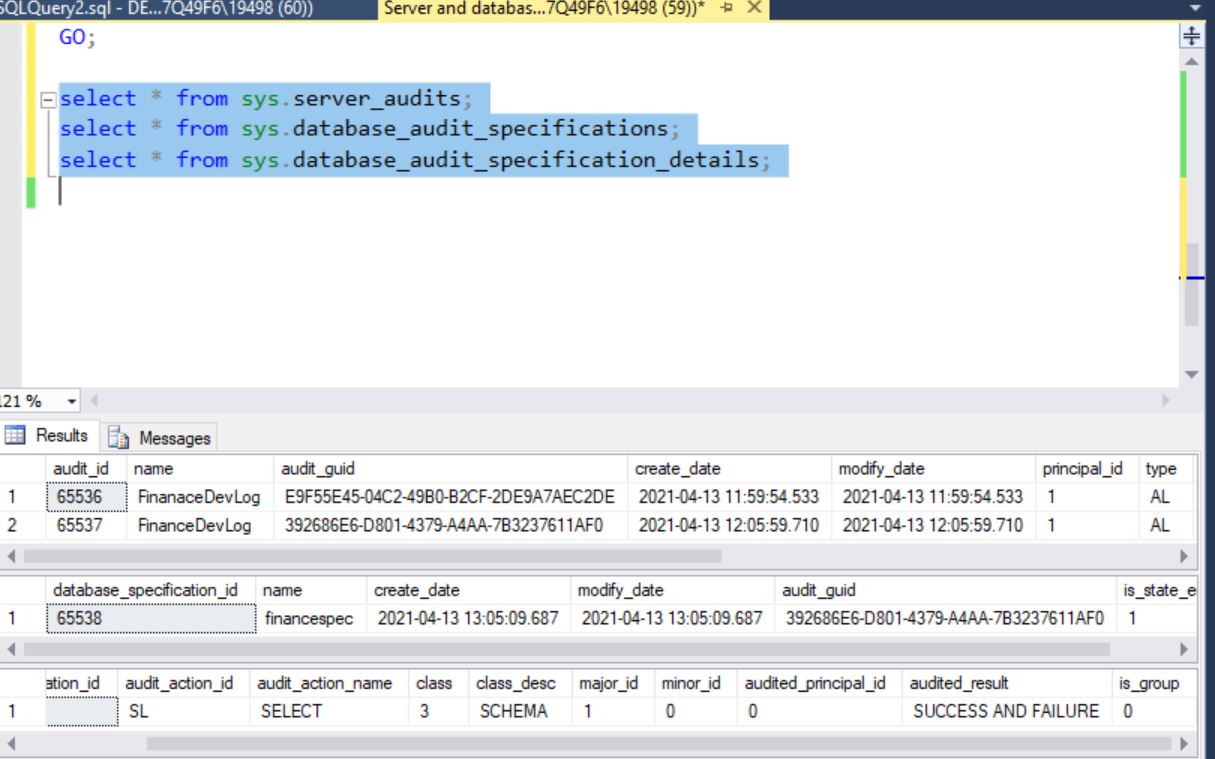 SQLQuery2.sql - DE...7Q49F6\19498 (60))    Server and databas...7Q49F6\19498 (59))*
GO;
select * from sys.server_audits;
select * from sys.database_audit_specifications;
select * from sys.database_audit_specification_details;
121 %
Results    Messages
audit_id    name    audit_guid    create_date    modify_date    principal_id    type
1    65536    FinanaceDevLog    E9F55E45-04C2-49B0-B2CF-2DE9A7AEC2DE    2021-04-13 11:59:54.533    2021-04-13 11:59:54.533    1    AL
2    65537    FinanceDevLog    392686E6-D801-4379-A4AA-7B3237611AF0    2021-04-13 12:05:59.710    2021-04-13 12:05:59.710    1    AL
database_specification_id    name    create_date    modify_date    audit_guid    is_state_e
1    65538    financespec    2021-04-13 13:05:09.687    2021-04-13 13:05:09.687    392686E6-D801-4379-A4AA-7B3237611AF0    1
ation_id    audit_action_id    audit_action_name    class    class_desc    major_id    minor_id    audited_principal_id    audited_result    is_group
1    SL    SELECT    3    SCHEMA    1    0    0    SUCCESS AND FAILURE    0